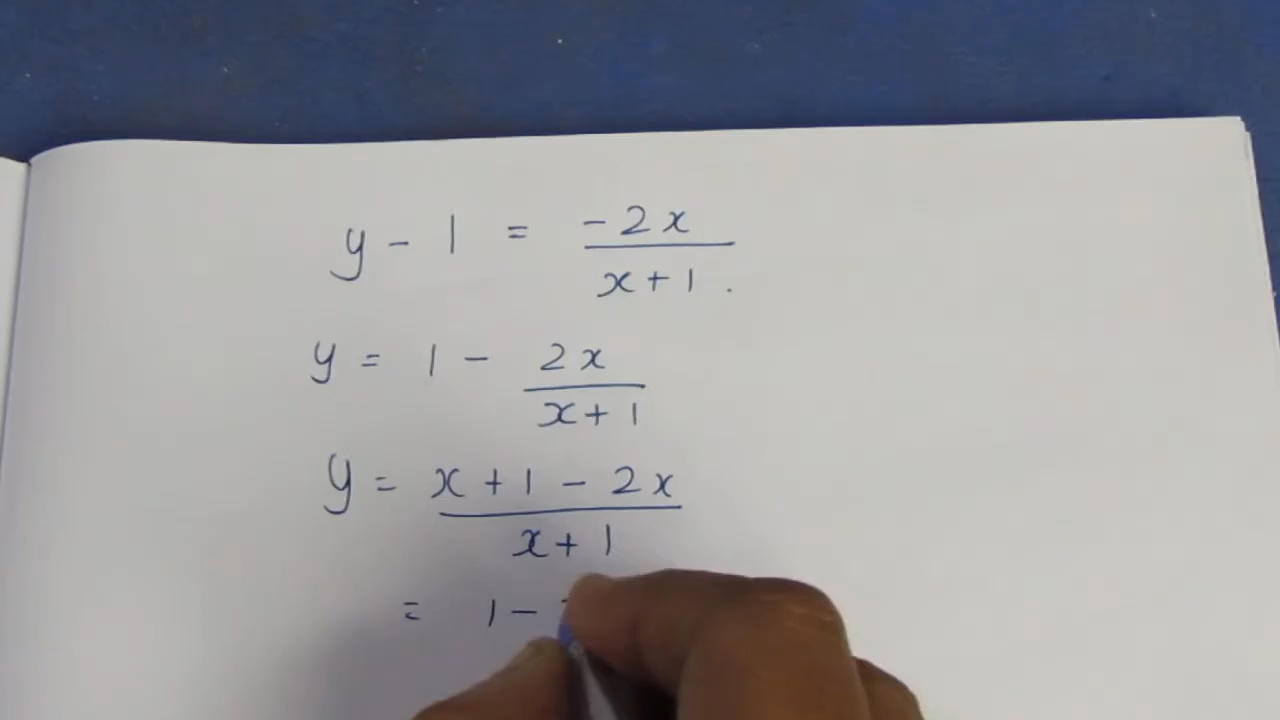 y - 1 = -2x / x+1 .
y = 1 - 2x / x+1
y = x + 1 - 2x / x + 1
= 1 -